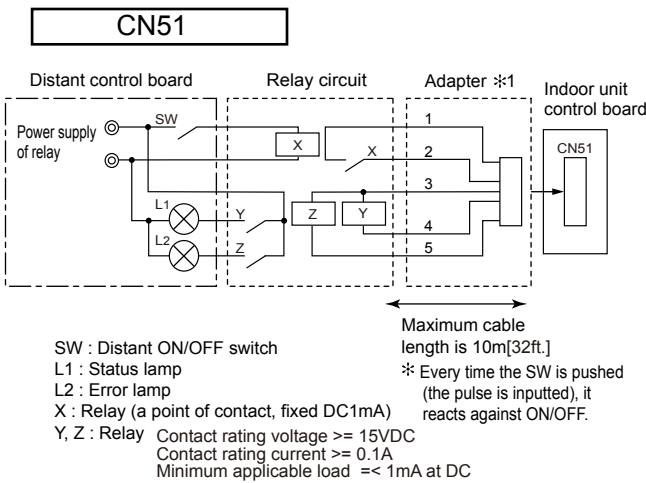 CN51
Distant control board
Relay circuit
Adapter ✻1
Indoor unit
control board
Power supply
of relay
SW
X
X
1
2
3
4
5
CN51
L1
L2
Y
Z
Z
Y
Maximum cable
length is 10m[32ft.]
✻ Every time the SW is pushed
(the pulse is inputted), it
reacts against ON/OFF.
SW : Distant ON/OFF switch
L1 : Status lamp
L2 : Error lamp
X : Relay (a point of contact, fixed DC1mA)
Y, Z : Relay Contact rating voltage >= 15VDC
Contact rating current >= 0.1A
Minimum applicable load =< 1mA at DC